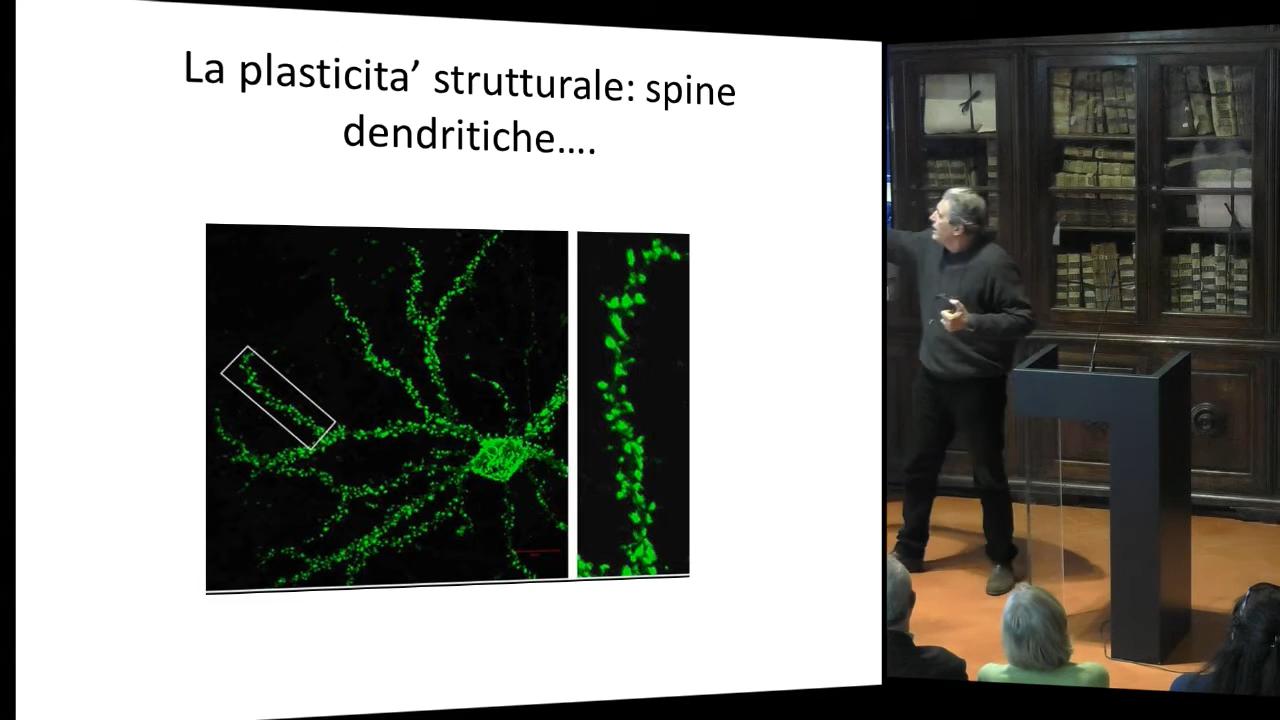 La plasticita’ strutturale: spine
dendritiche….